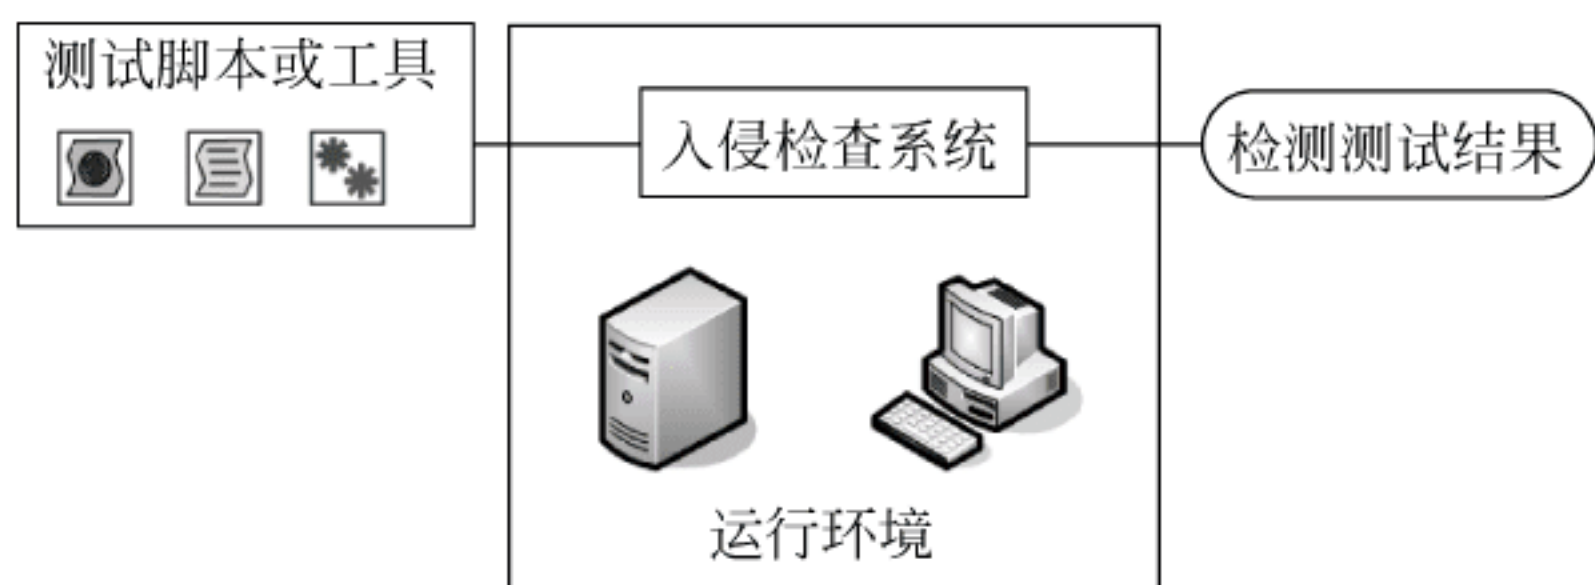 测试脚本或工具
入侵检查系统
检测测试结果
运行环境